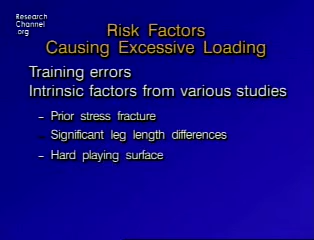 Research
Channel
org
Risk Factors
Causing Excessive Loading
Training errors
Intrinsic factors from various studies
– Prior stress fracture
– Significant leg length differences
– Hard playing surface